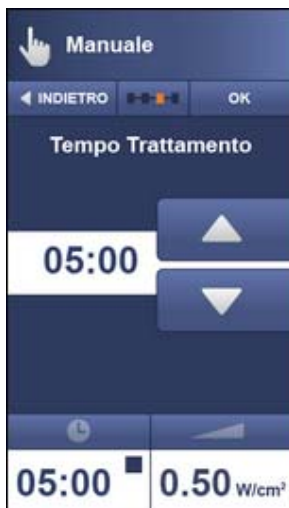 Manuale
INDIETRO OK
Tempo Trattamento
05:00
05:00 0.50 W/cm²